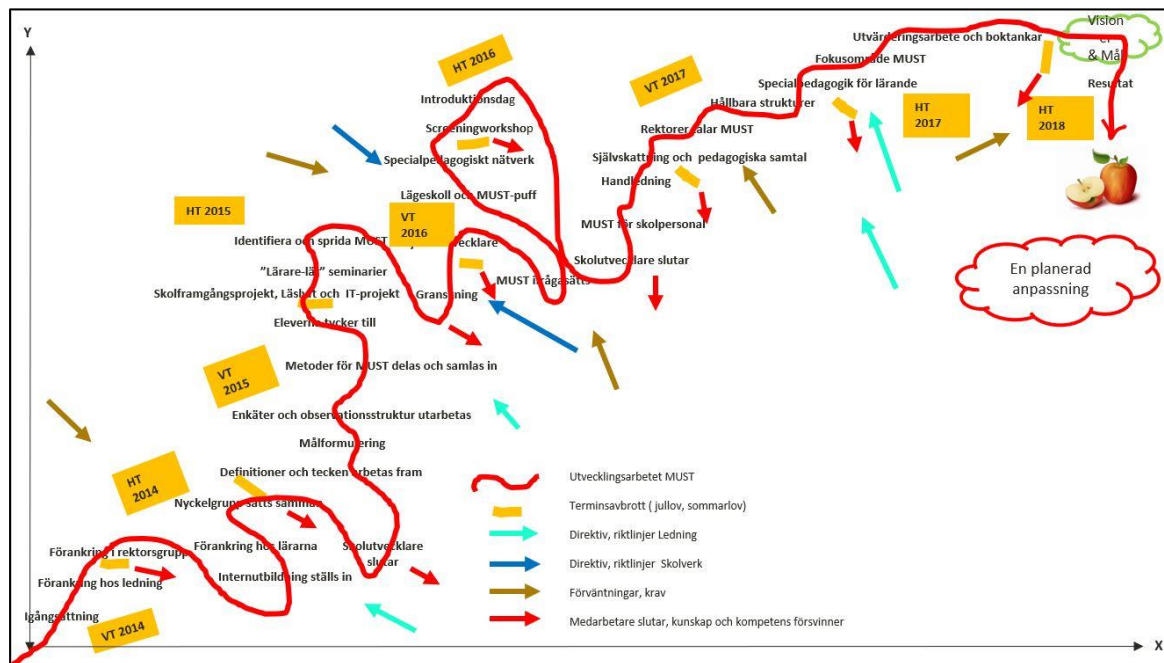 Y
Vision
er
& Mål
Utvärderingsarbete och boktankar
HT 2016
Fokusområde MUST
VT 2017
Specialpedagogik för lärande
Resultat
Introduktionsdag
Hållbara strukturer
HT
2017
HT
2018
Screeningworkshop
Rektorer talar MUST
Specialpedagogiskt nätverk
Självskattning och pedagogiska samtal
Handledning
Lägeskoll och MUST-puff
HT 2015
VT
2016
MUST för skolpersonal
Identifiera och sprida MUST
Skolutvecklare slutar
"Lärare-lär" seminarier
MUST ifrågasätts
En planerad
anpassning
Skolframgångsprojekt, Läslyft och IT-projekt
Granskning
Eleverna tycker till
VT
2015
Metoder för MUST delas och samlas in
Enkäter och observationsstruktur utarbetas
Målformulering
HT
2014
Definitioner och tecken arbetas fram
Nyckelgrupp sätts samman
Utvecklingsarbetet MUST
Terminsavbrott ( jullov, sommarlov)
Direktiv, riktlinjer Ledning
Förankring i rektorsgrupp
Förankring hos lärarna
Skolutvecklare
slutar
Direktiv, riktlinjer Skolverk
Förankring hos ledning
Internutbildning ställs in
Förväntningar, krav
Igångsättning
Medarbetare slutar, kunskap och kompetens försvinner
VT 2014
X